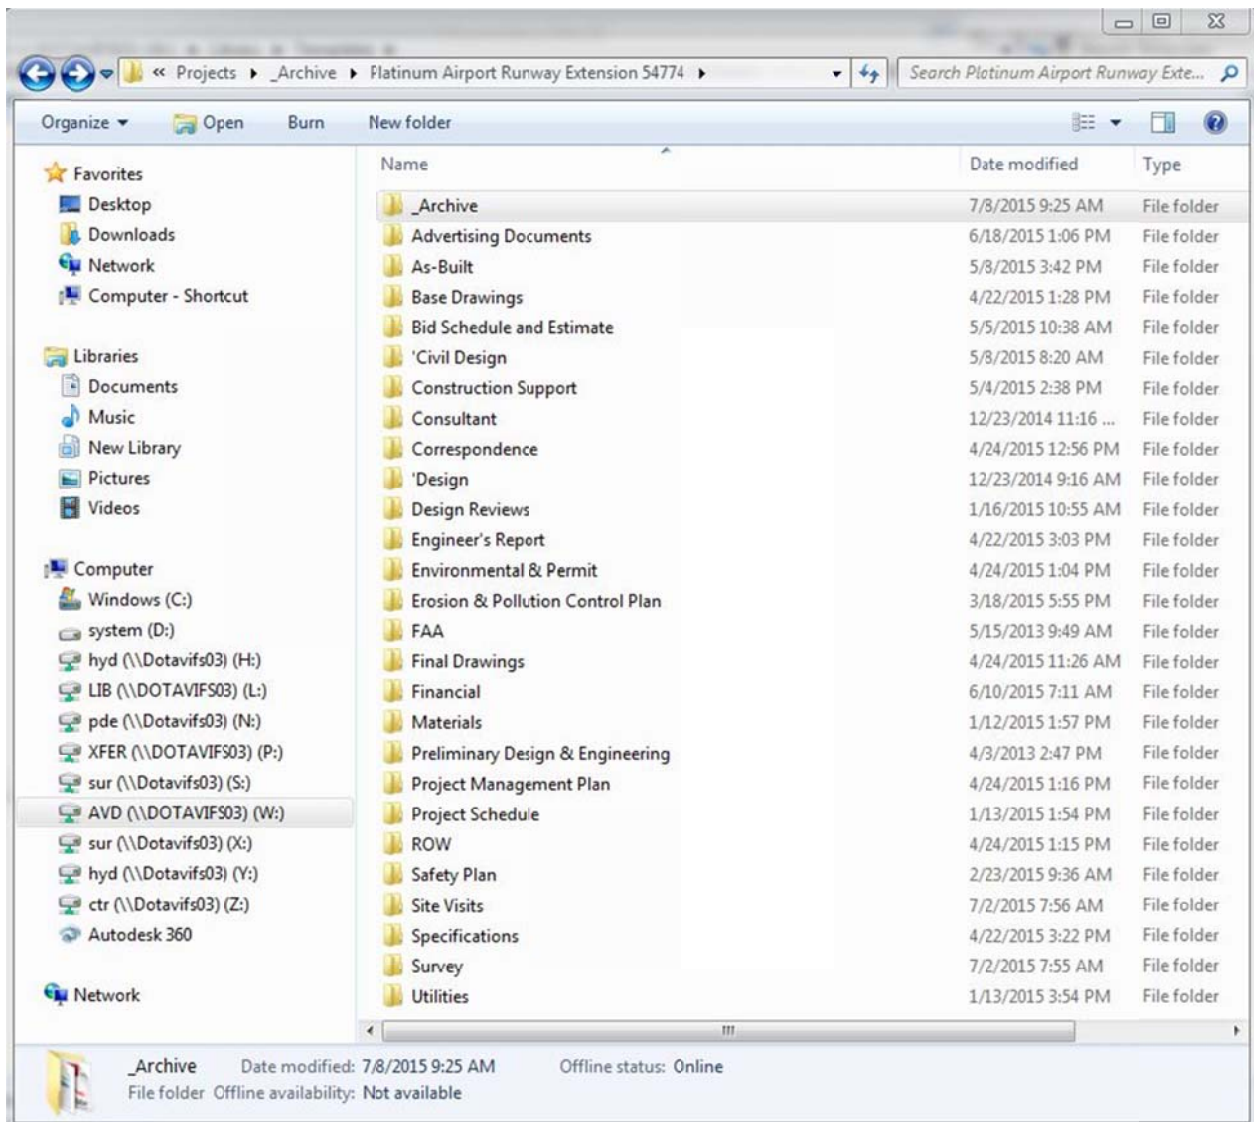 « Projects ▸ _Archive ▸ Platinum Airport Runway Extension 54774 ▸ Search Platinum Airport Runway Exte...
Organize Open Burn New folder
Name Date modified Type
Favorites
Desktop
Downloads
Network
Computer - Shortcut
Libraries
Documents
Music
New Library
Pictures
Videos
Computer
Windows (C:)
system (D:)
hyd (\\Dotavifs03) (H:)
LIB (\\DOTAVIFS03) (L:)
pde (\\Dotavifs03) (N:)
XFER (\\DOTAVIFS03) (P:)
sur (\\Dotavifs03) (S:)
AVD (\\DOTAVIFS03) (W:)
sur (\\Dotavifs03) (X:)
hyd (\\Dotavifs03) (Y:)
ctr (\\Dotavifs03) (Z:)
Autodesk 360
Network
_Archive 7/8/2015 9:25 AM File folder
Advertising Documents 6/18/2015 1:06 PM File folder
As-Built 5/8/2015 3:42 PM File folder
Base Drawings 4/22/2015 1:28 PM File folder
Bid Schedule and Estimate 5/5/2015 10:38 AM File folder
'Civil Design 5/8/2015 8:20 AM File folder
Construction Support 5/4/2015 2:38 PM File folder
Consultant 12/23/2014 11:16 ... File folder
Correspondence 4/24/2015 12:56 PM File folder
'Design 12/23/2014 9:16 AM File folder
Design Reviews 1/16/2015 10:55 AM File folder
Engineer's Report 4/22/2015 3:03 PM File folder
Environmental & Permit 4/24/2015 1:04 PM File folder
Erosion & Pollution Control Plan 3/18/2015 5:55 PM File folder
FAA 5/15/2013 9:49 AM File folder
Final Drawings 4/24/2015 11:26 AM File folder
Financial 6/10/2015 7:11 AM File folder
Materials 1/12/2015 1:57 PM File folder
Preliminary Design & Engineering 4/3/2013 2:47 PM File folder
Project Management Plan 4/24/2015 1:16 PM File folder
Project Schedule 1/13/2015 1:54 PM File folder
ROW 4/24/2015 1:15 PM File folder
Safety Plan 2/23/2015 9:36 AM File folder
Site Visits 7/2/2015 7:56 AM File folder
Specifications 4/22/2015 3:22 PM File folder
Survey 7/2/2015 7:55 AM File folder
Utilities 1/13/2015 3:54 PM File folder
_Archive Date modified: 7/8/2015 9:25 AM Offline status: Online
File folder Offline availability: Not available